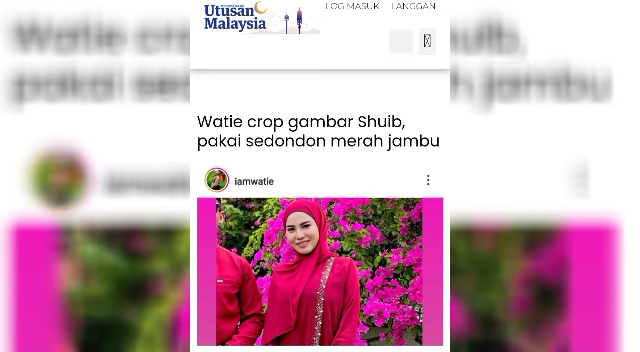 Utusan
Malaysia
LOG MASUK LANGGAN
Watie crop gambar Shuib,
pakai sedondon merah jambu
iamwatie